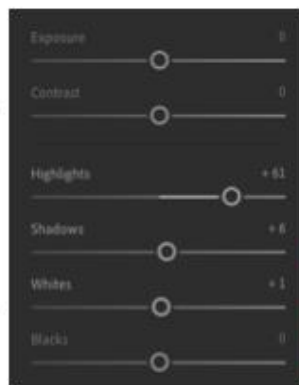 Exposure 0
Contrast 0
Highlights + 61
Shadows + 6
Whites + 1
Blacks 0